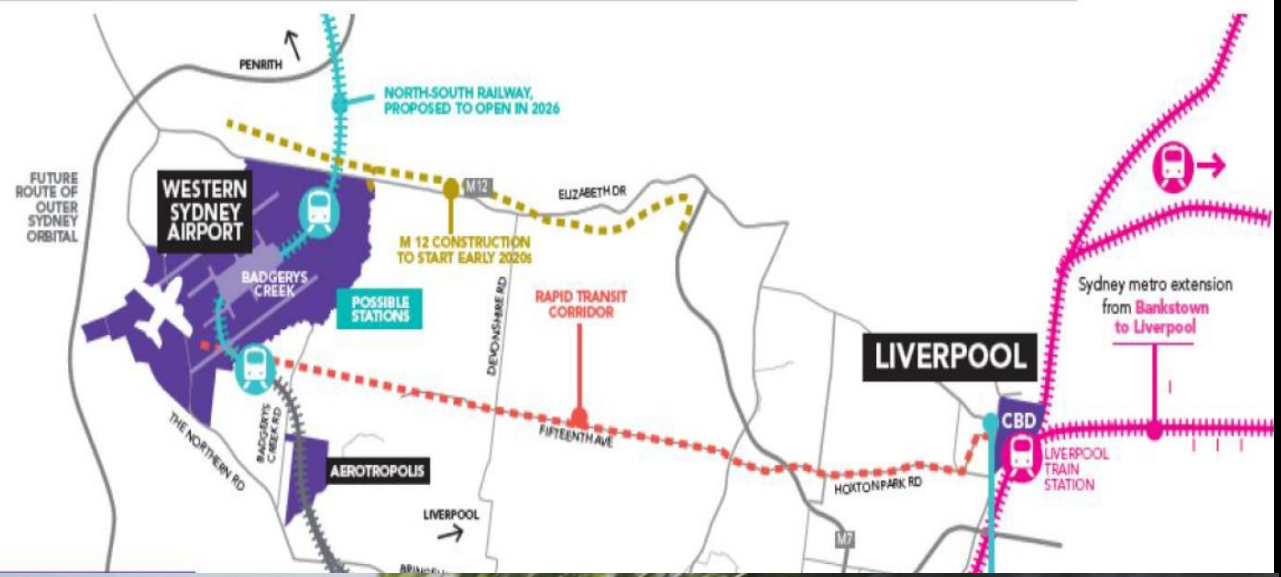 PENRITH
NORTH-SOUTH RAILWAY,
PROPOSED TO OPEN IN 2026
FUTURE
ROUTE OF
OUTER
SYDNEY
ORBITAL
WESTERN
SYDNEY
AIRPORT
M12
ELIZABETH DR
M 12 CONSTRUCTION
TO START EARLY 2020s
BADGERYS
CREEK
POSSIBLE
STATIONS
DEVONSHIRE RD
RAPID TRANSIT
CORRIDOR
Sydney metro extension
from Bankstown
to Liverpool
LIVERPOOL
CBD
LIVERPOOL
TRAIN
STATION
THE NORTHERN RD
BADGERYS
CREEK RD
FIFTEENTH AVE
AEROTROPOLIS
HOXTON PARK RD
LIVERPOOL
M7